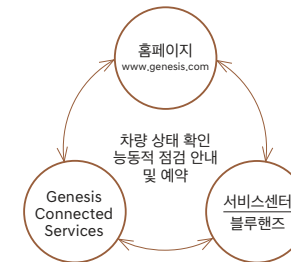 홈페이지
www.genesis.com
차량 상태 확인
능동적 점검 안내
및 예약
Genesis
Connected
Services
서비스센터
블루핸즈